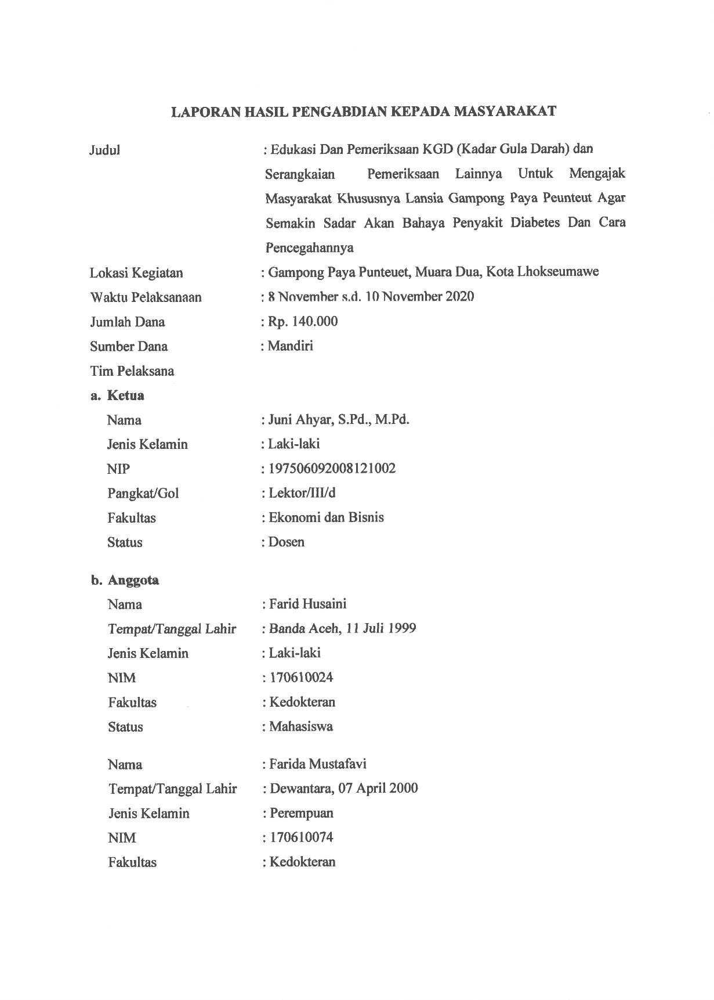 LAPORAN HASIL PENGABDIAN KEPADA MASYARAKAT
Judul : Edukasi Dan Pemeriksaan KGD (Kadar Gula Darah) dan
Serangkaian Pemeriksaan Lainnya Untuk Mengajak
Masyarakat Khususnya Lansia Gampong Paya Peunteut Agar
Semakin Sadar Akan Bahaya Penyakit Diabetes Dan Cara
Pencegahannya
Lokasi Kegiatan : Gampong Paya Punteuet, Muara Dua, Kota Lhokseumawe
Waktu Pelaksanaan : 8 November s.d. 10 November 2020
Jumlah Dana : Rp. 140.000
Sumber Dana : Mandiri
Tim Pelaksana
a. Ketua
Nama : Juni Ahyar, S.Pd., M.Pd.
Jenis Kelamin : Laki-laki
NIP : 197506092008121002
Pangkat/Gol : Lektor/III/d
Fakultas : Ekonomi dan Bisnis
Status : Dosen
b. Anggota
Nama : Farid Husaini
Tempat/Tanggal Lahir : Banda Aceh, 11 Juli 1999
Jenis Kelamin : Laki-laki
NIM : 170610024
Fakultas : Kedokteran
Status : Mahasiswa
Nama : Farida Mustafavi
Tempat/Tanggal Lahir : Dewantara, 07 April 2000
Jenis Kelamin : Perempuan
NIM : 170610074
Fakultas : Kedokteran